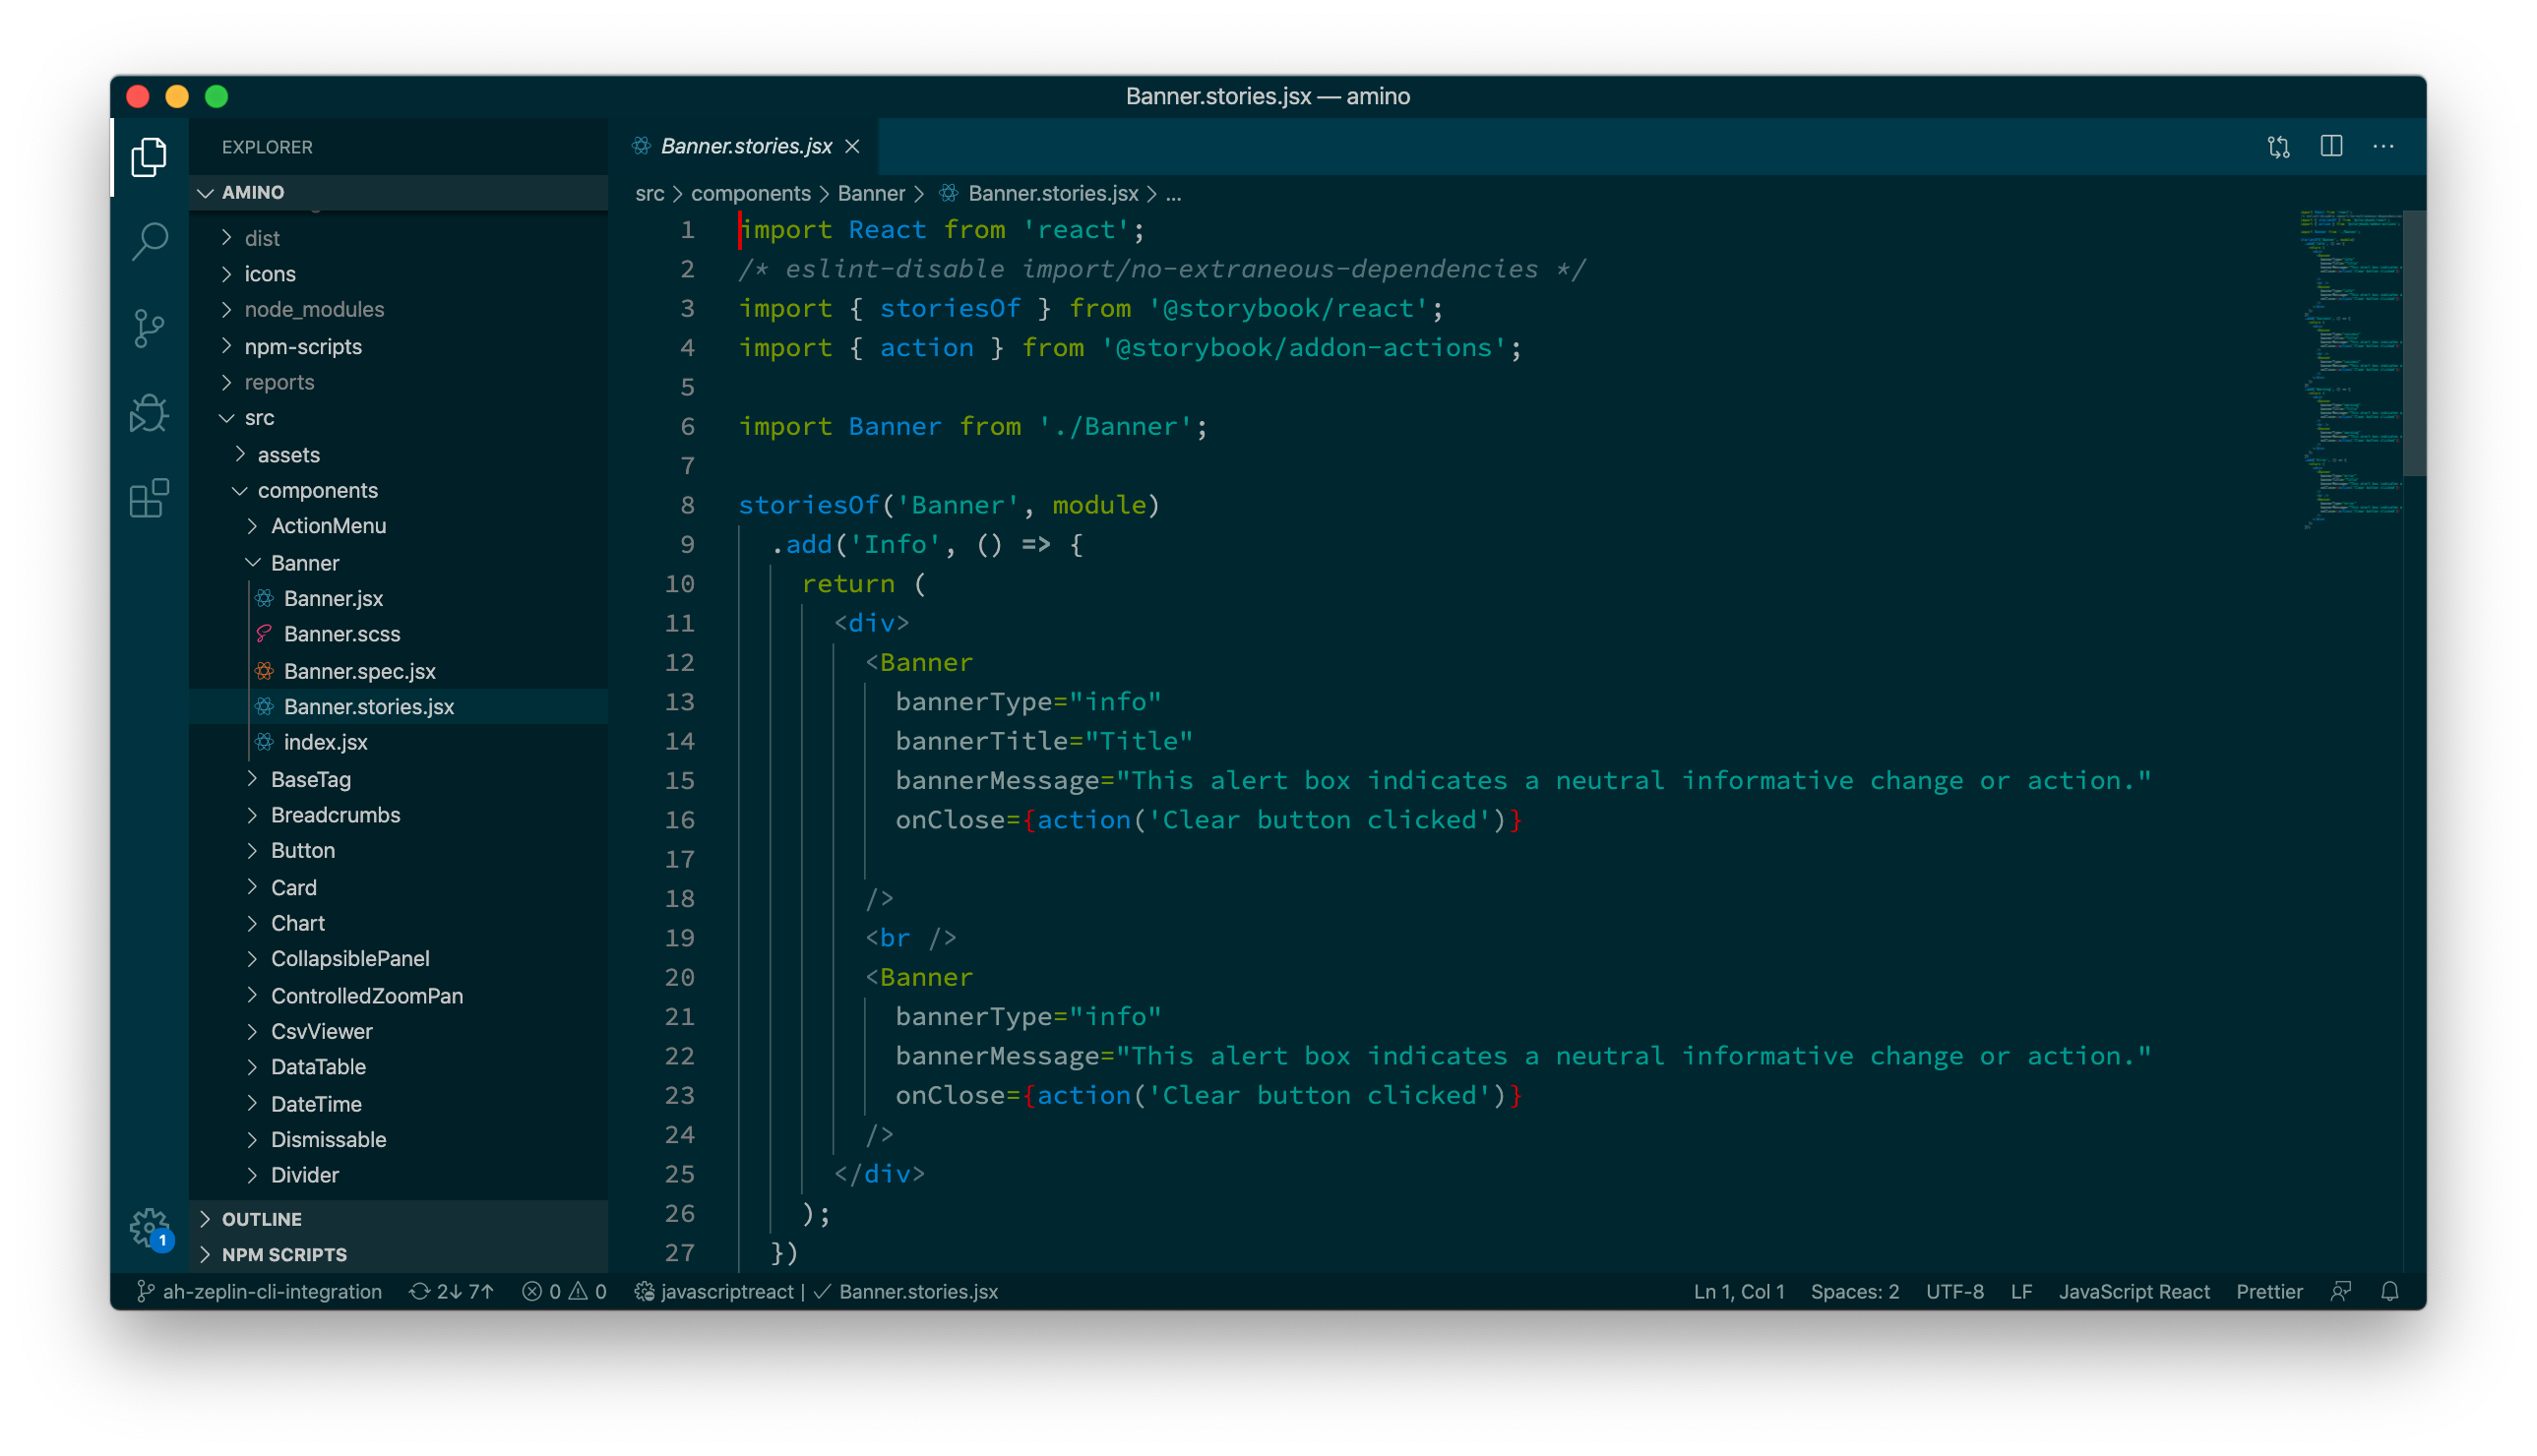 Banner.stories.jsx — amino
EXPLORER
AMINO
dist
icons
node_modules
npm-scripts
reports
src
assets
components
ActionMenu
Banner
Banner.jsx
Banner.scss
Banner.spec.jsx
Banner.stories.jsx
index.jsx
BaseTag
Breadcrumbs
Button
Card
Chart
CollapsiblePanel
ControlledZoomPan
CsvViewer
DataTable
DateTime
Dismissable
Divider
OUTLINE
NPM SCRIPTS
1
Banner.stories.jsx
src > components > Banner > Banner.stories.jsx > ...
1 import React from 'react';
2 /* eslint-disable import/no-extraneous-dependencies */
3 import { storiesOf } from '@storybook/react';
4 import { action } from '@storybook/addon-actions';
5
6 import Banner from './Banner';
7
8 storiesOf('Banner', module)
9 .add('Info', () => {
10 return (
11 <div>
12 <Banner
13 bannerType="info"
14 bannerTitle="Title"
15 bannerMessage="This alert box indicates a neutral informative change or action."
16 onClose={action('Clear button clicked')}
17
18 />
19 <br />
20 <Banner
21 bannerType="info"
22 bannerMessage="This alert box indicates a neutral informative change or action."
23 onClose={action('Clear button clicked')}
24 />
25 </div>
26 );
27 })
ah-zeplin-cli-integration 2↓ 7↑ 0 0 javascriptreact | ✓ Banner.stories.jsx Ln 1, Col 1 Spaces: 2 UTF-8 LF JavaScript React Prettier